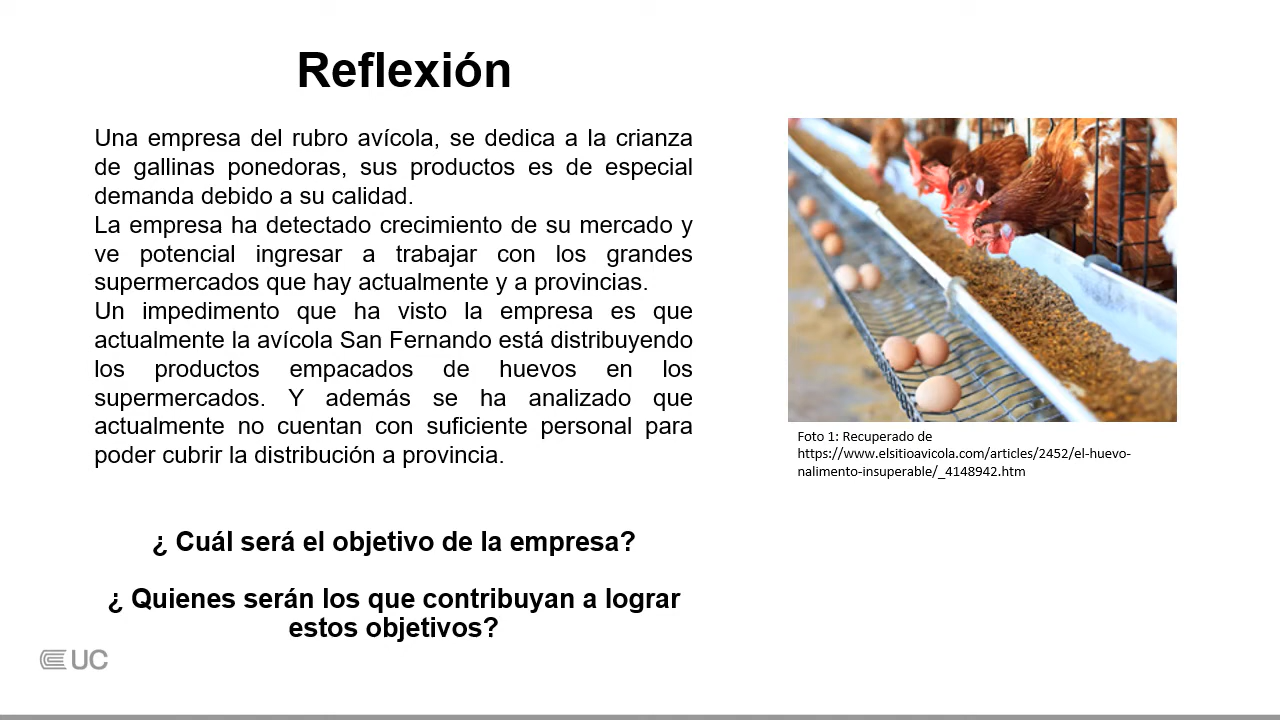 Reflexión
Una empresa del rubro avícola, se dedica a la crianza
de gallinas ponedoras, sus productos es de especial
demanda debido a su calidad.
La empresa ha detectado crecimiento de su mercado y
ve potencial ingresar a trabajar con los grandes
supermercados que hay actualmente y a provincias.
Un impedimento que ha visto la empresa es que
actualmente la avícola San Fernando está distribuyendo
los productos empacados de huevos en los
supermercados. Y además se ha analizado que
actualmente no cuentan con suficiente personal para
poder cubrir la distribución a provincia.
¿ Cuál será el objetivo de la empresa?
¿ Quienes serán los que contribuyan a lograr
estos objetivos?
Foto 1: Recuperado de
https://www.elsitioavicola.com/articles/2452/el-huevo-
nalimento-insuperable/_4148942.htm
UC